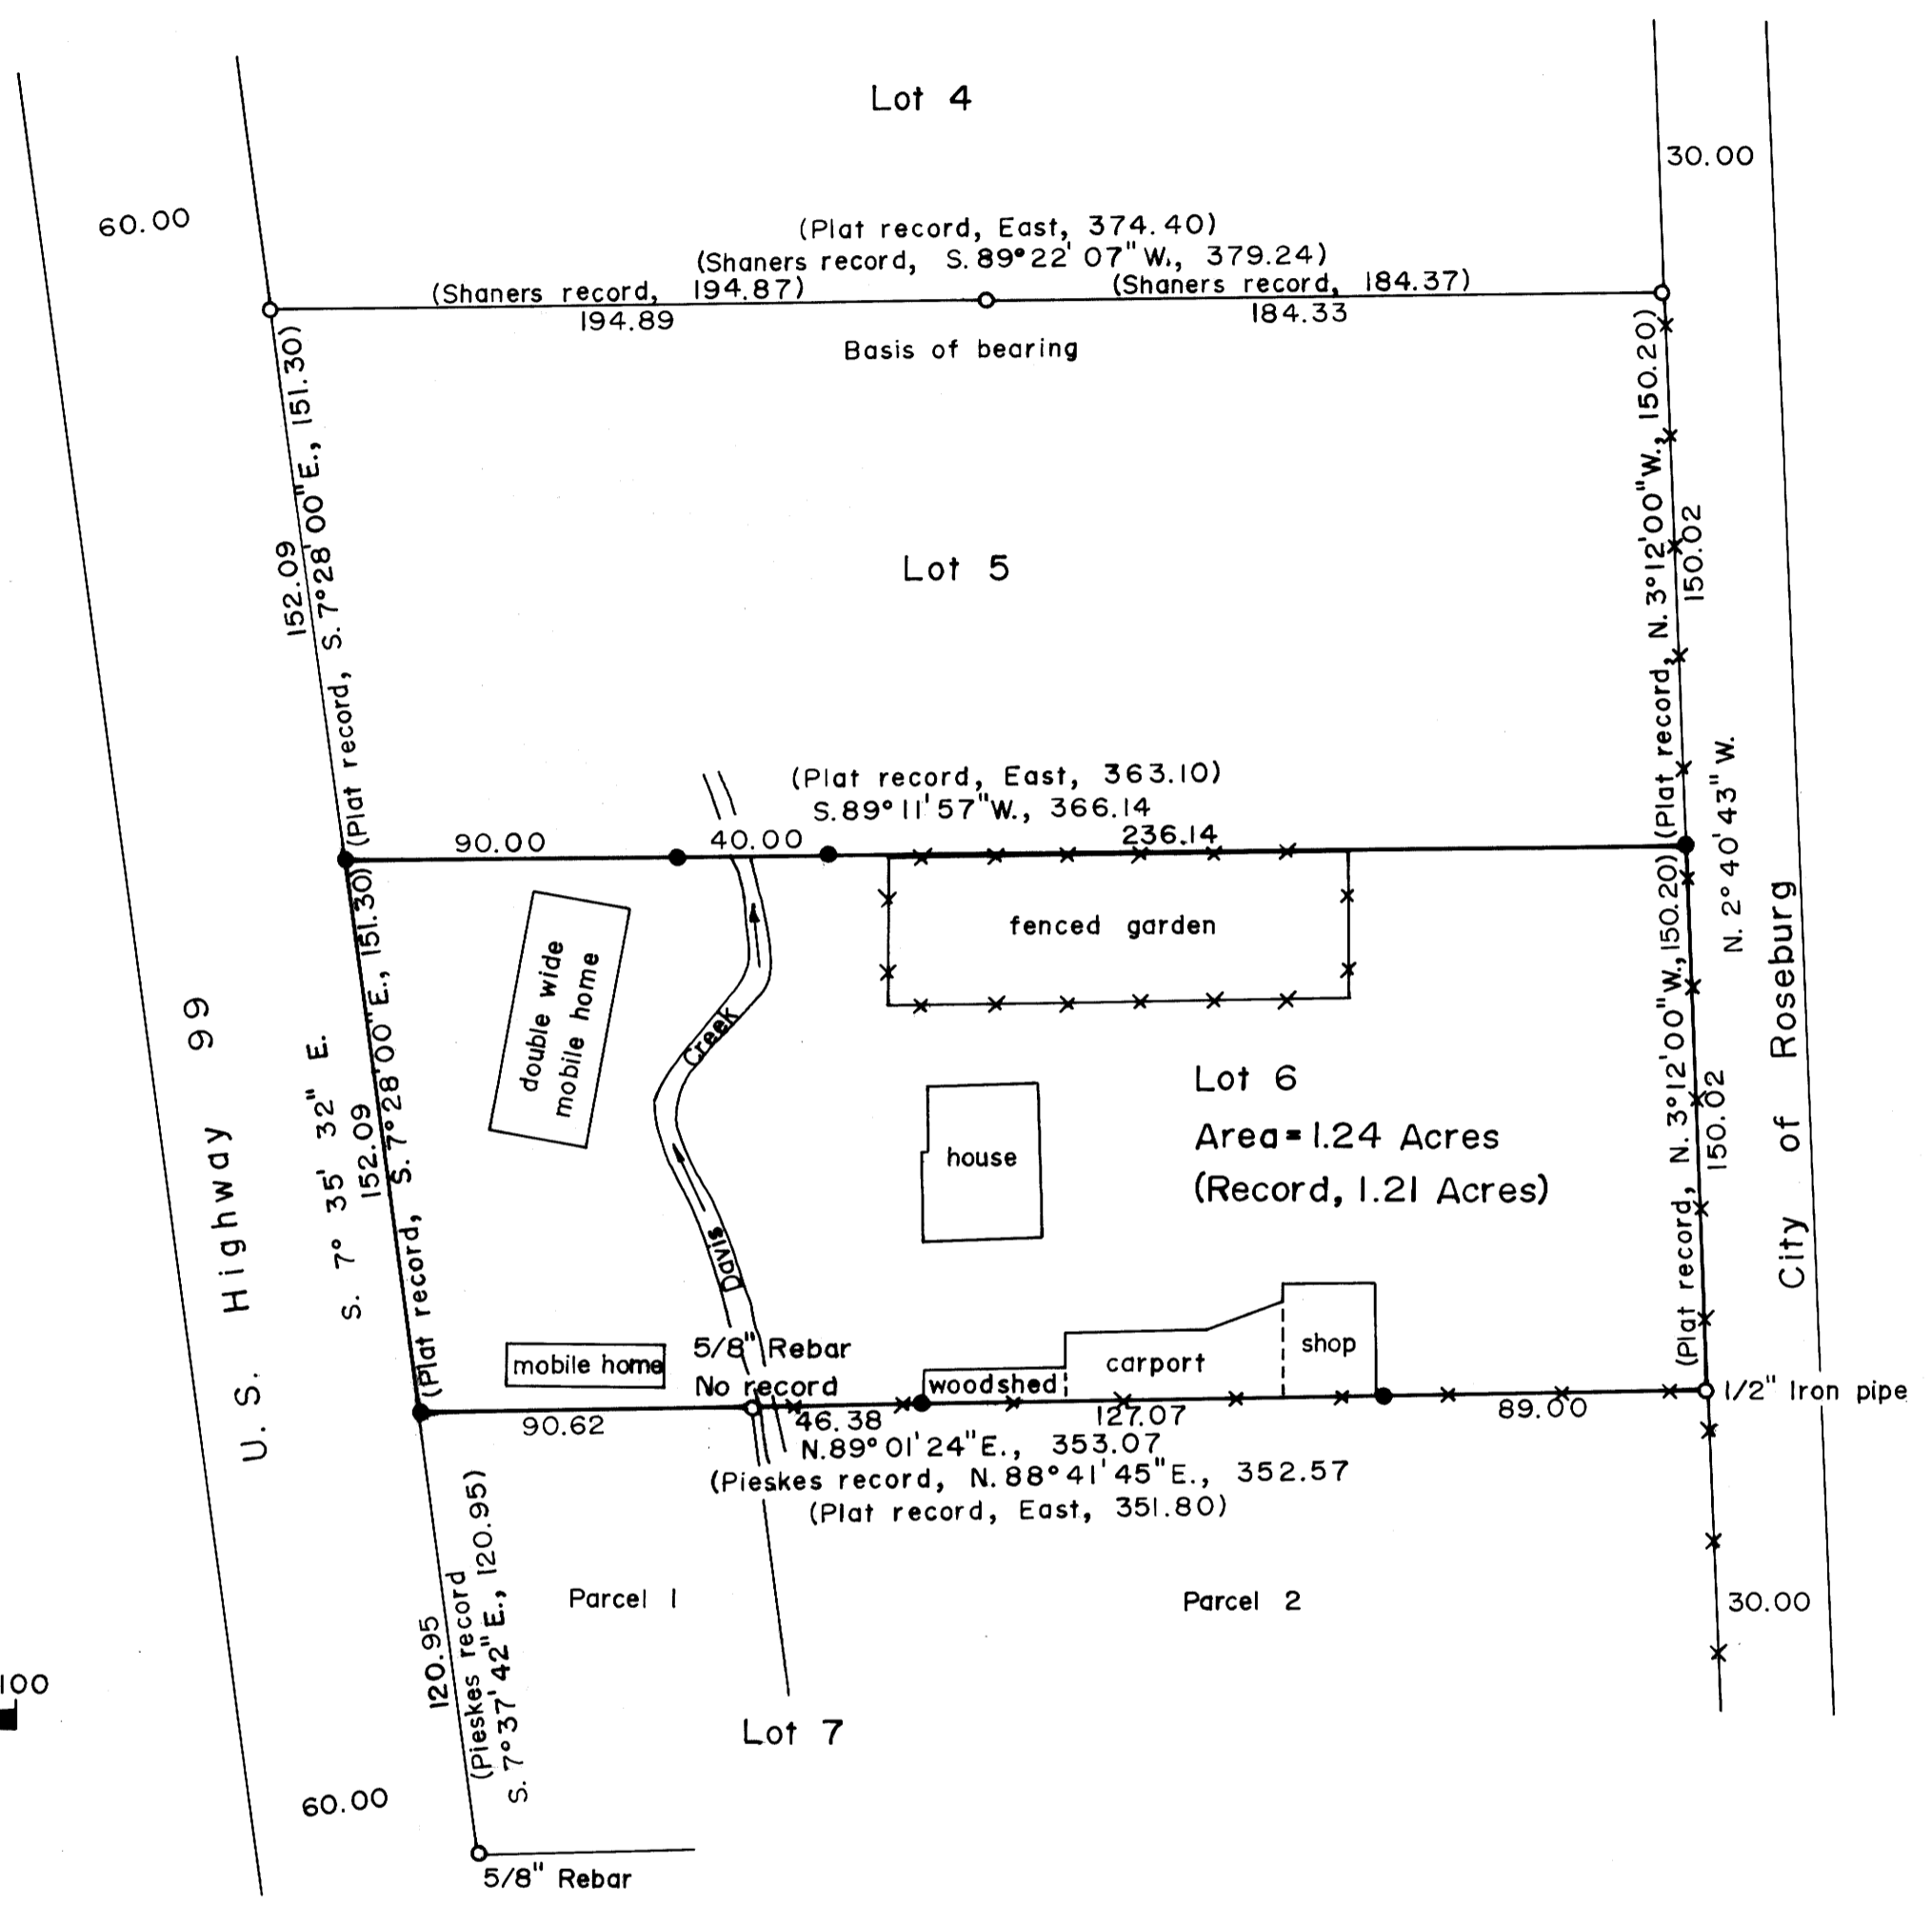 Lot 4
30.00
60.00
(Plat record, East, 374.40)
(Shaners record, S. 89° 22' 07" W., 379.24)
(Shaners record, 194.87)
(Shaners record, 184.37)
194.89
184.33
Basis of bearing
152.09
(Plat record, S. 7° 28' 00" E., 151.30)
Lot 5
(Plat record, N. 3° 12' 00" W., 150.20)
150.02
(Plat record, East, 363.10)
S. 89° 11' 57" W., 366.14
90.00
40.00
236.14
N. 2° 40' 43" W.
City of Roseburg
U.S. Highway 99
S. 7° 35' 32" E.
152.09
(Plat record, S. 7° 28' 00" E., 151.30)
double wide
mobile home
Davis Creek
fenced garden
house
Lot 6
Area = 1.24 Acres
(Record, 1.21 Acres)
(Plat record, N. 3° 12' 00" W., 150.20)
150.02
mobile home
5/8" Rebar
No record
woodshed
carport
shop
1/2" Iron pipe
90.62
46.38
127.07
89.00
N. 89° 01' 24" E., 353.07
(Pieskes record, N. 88° 41' 45" E., 352.57
(Plat record, East, 351.80)
120.95
(Pieskes record
S. 7° 37' 42" E., 120.95)
Parcel 1
Parcel 2
30.00
100
Lot 7
60.00
5/8" Rebar